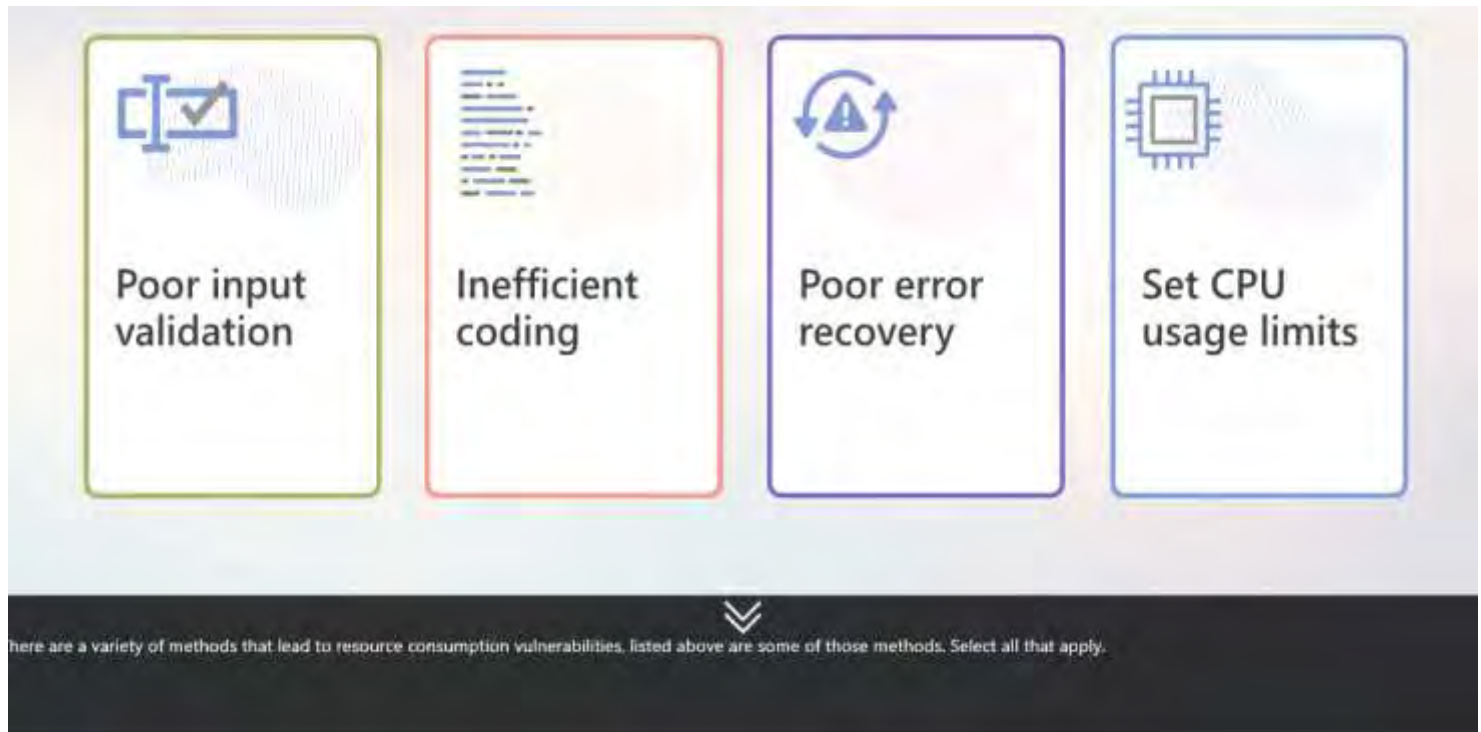 Poor input
validation
Inefficient
coding
Poor error
recovery
Set CPU
usage limits
here are a variety of methods that lead to resource consumption vulnerabilities, listed above are some of those methods. Select all that apply.